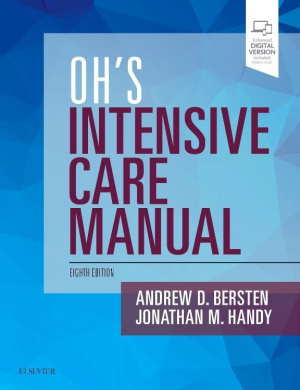 Enhanced
DIGITAL
VERSION
Included.
OH'S
INTENSIVE
CARE
MANUAL
EIGHTH EDITION
ANDREW D. BERSTEN
JONATHAN M. HANDY
ELSEVIER